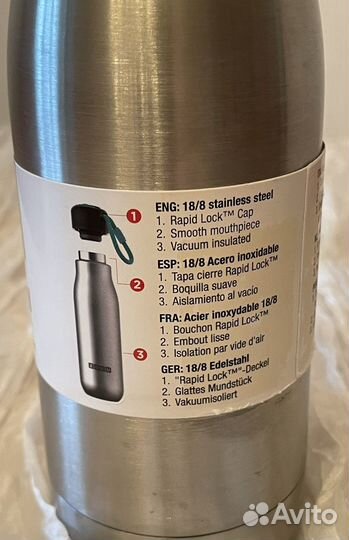 ENG: 18/8 stainless steel
1. Rapid Lock™ Cap
2. Smooth mouthpiece
3. Vacuum insulated
ESP: 18/8 Acero inoxidable
1. Tapa cierre Rapid Lock™
2. Boquilla suave
3. Aislamiento al vacío
FRA: Acier inoxydable 18/8
1. Bouchon Rapid Lock™
2. Embout lisse
3. Isolation par vide d'air
GER: 18/8 Edelstahl
1. "Rapid Lock™"-Deckel
2. Glattes Mundstück
3. Vakuumisoliert
1
2
3
Avito